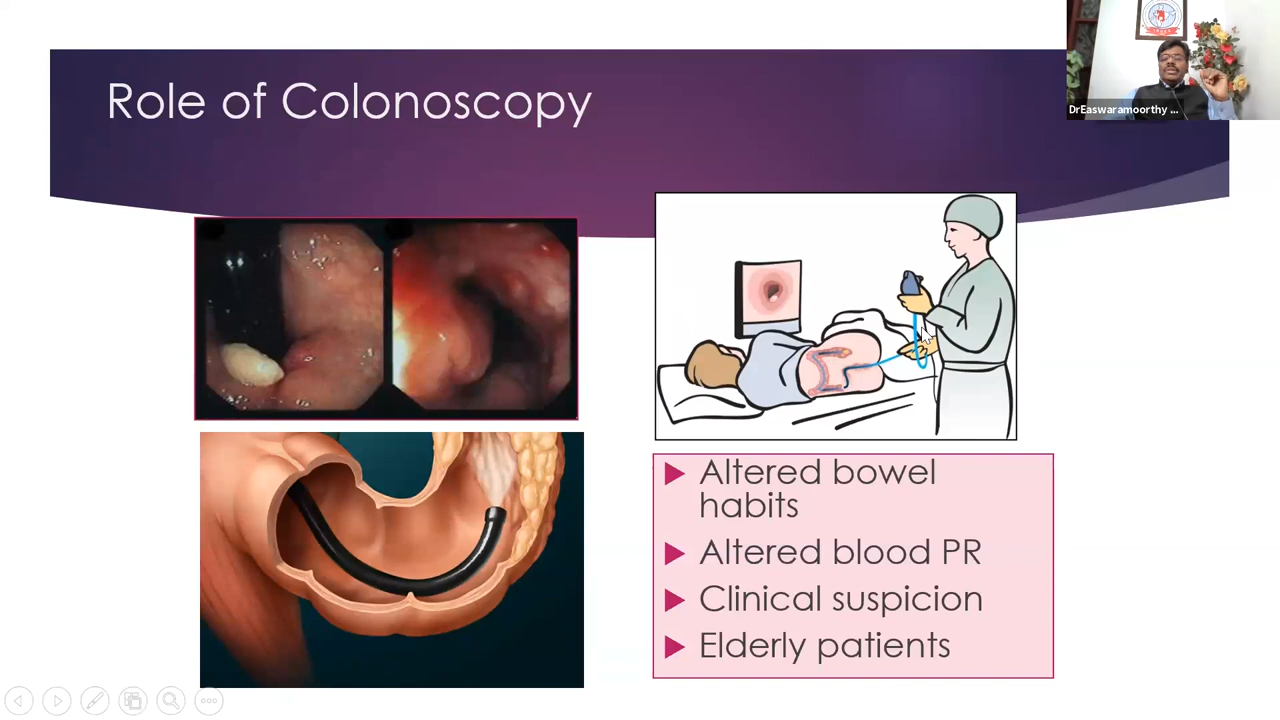 Role of Colonoscopy
DrEaswaramoorthy ...
Altered bowel
habits
Altered blood PR
Clinical suspicion
Elderly patients